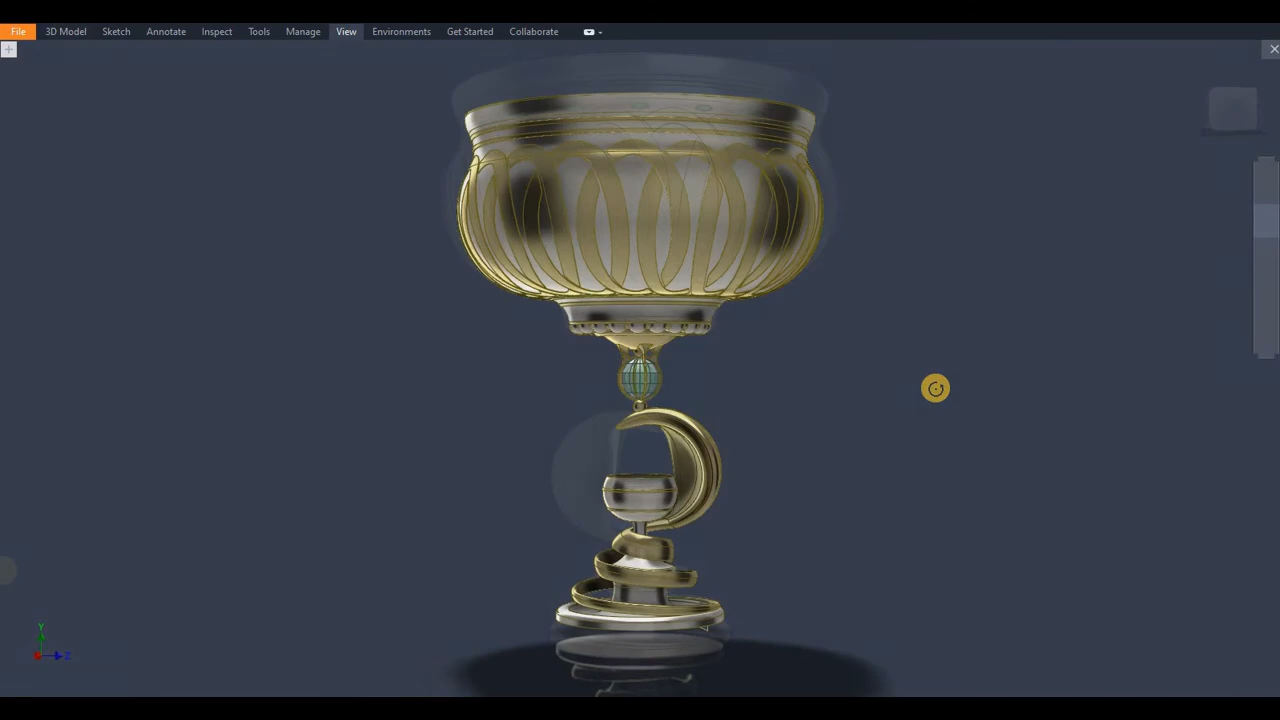 File 3D Model Sketch Annotate Inspect Tools Manage View Environments Get Started Collaborate
Y
Z